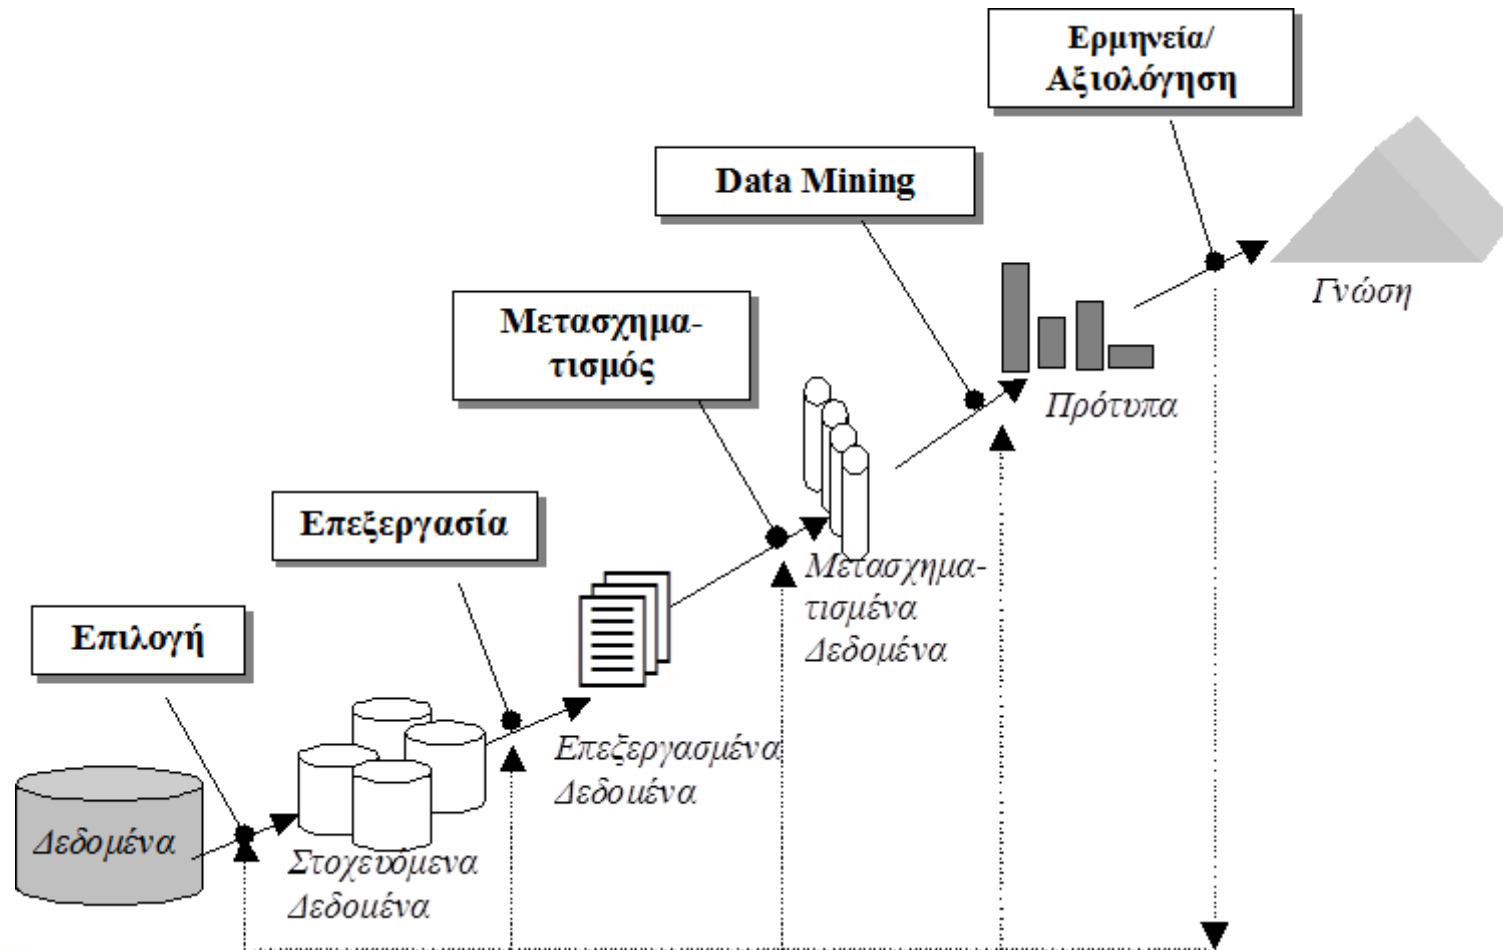 Ερμηνεία/
Αξιολόγηση
Data Mining
Γνώση
Μετασχημα-
τισμός
Πρότυπα
Επεξεργασία
Μετασχημα-
τισμένα
Δεδομένα
Επιλογή
Επεξεργασμένα
Δεδομένα
Δεδομένα
Στοχευόμενα
Δεδομένα